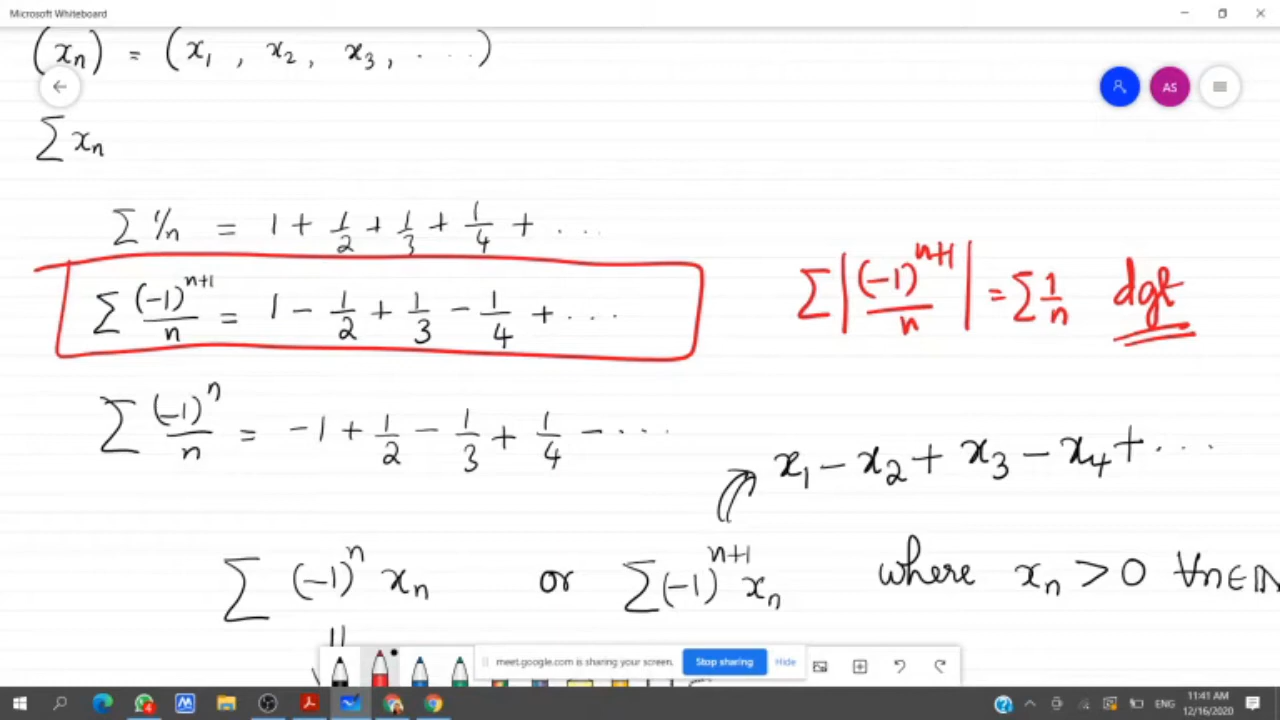 Microsoft Whiteboard
(xₙ) = (x₁, x₂, x₃, ....)
AS
∑ xₙ
∑ 1/n = 1 + 1/2 + 1/3 + 1/4 + ...
∑ (-1)ⁿ⁺¹/n = 1 - 1/2 + 1/3 - 1/4 + ...
∑ |(-1)ⁿ⁺¹/n| = ∑ 1/n dgt
∑ (-1)ⁿ/n = -1 + 1/2 - 1/3 + 1/4 - ....
x₁ - x₂ + x₃ - x₄ + ...
∑ (-1)ⁿ xₙ or ∑ (-1)ⁿ⁺¹ xₙ where xₙ > 0 ∀n∈ℕ
meet.google.com is sharing your screen. Stop sharing Hide
4
ENG
11:41 AM
12/16/2020